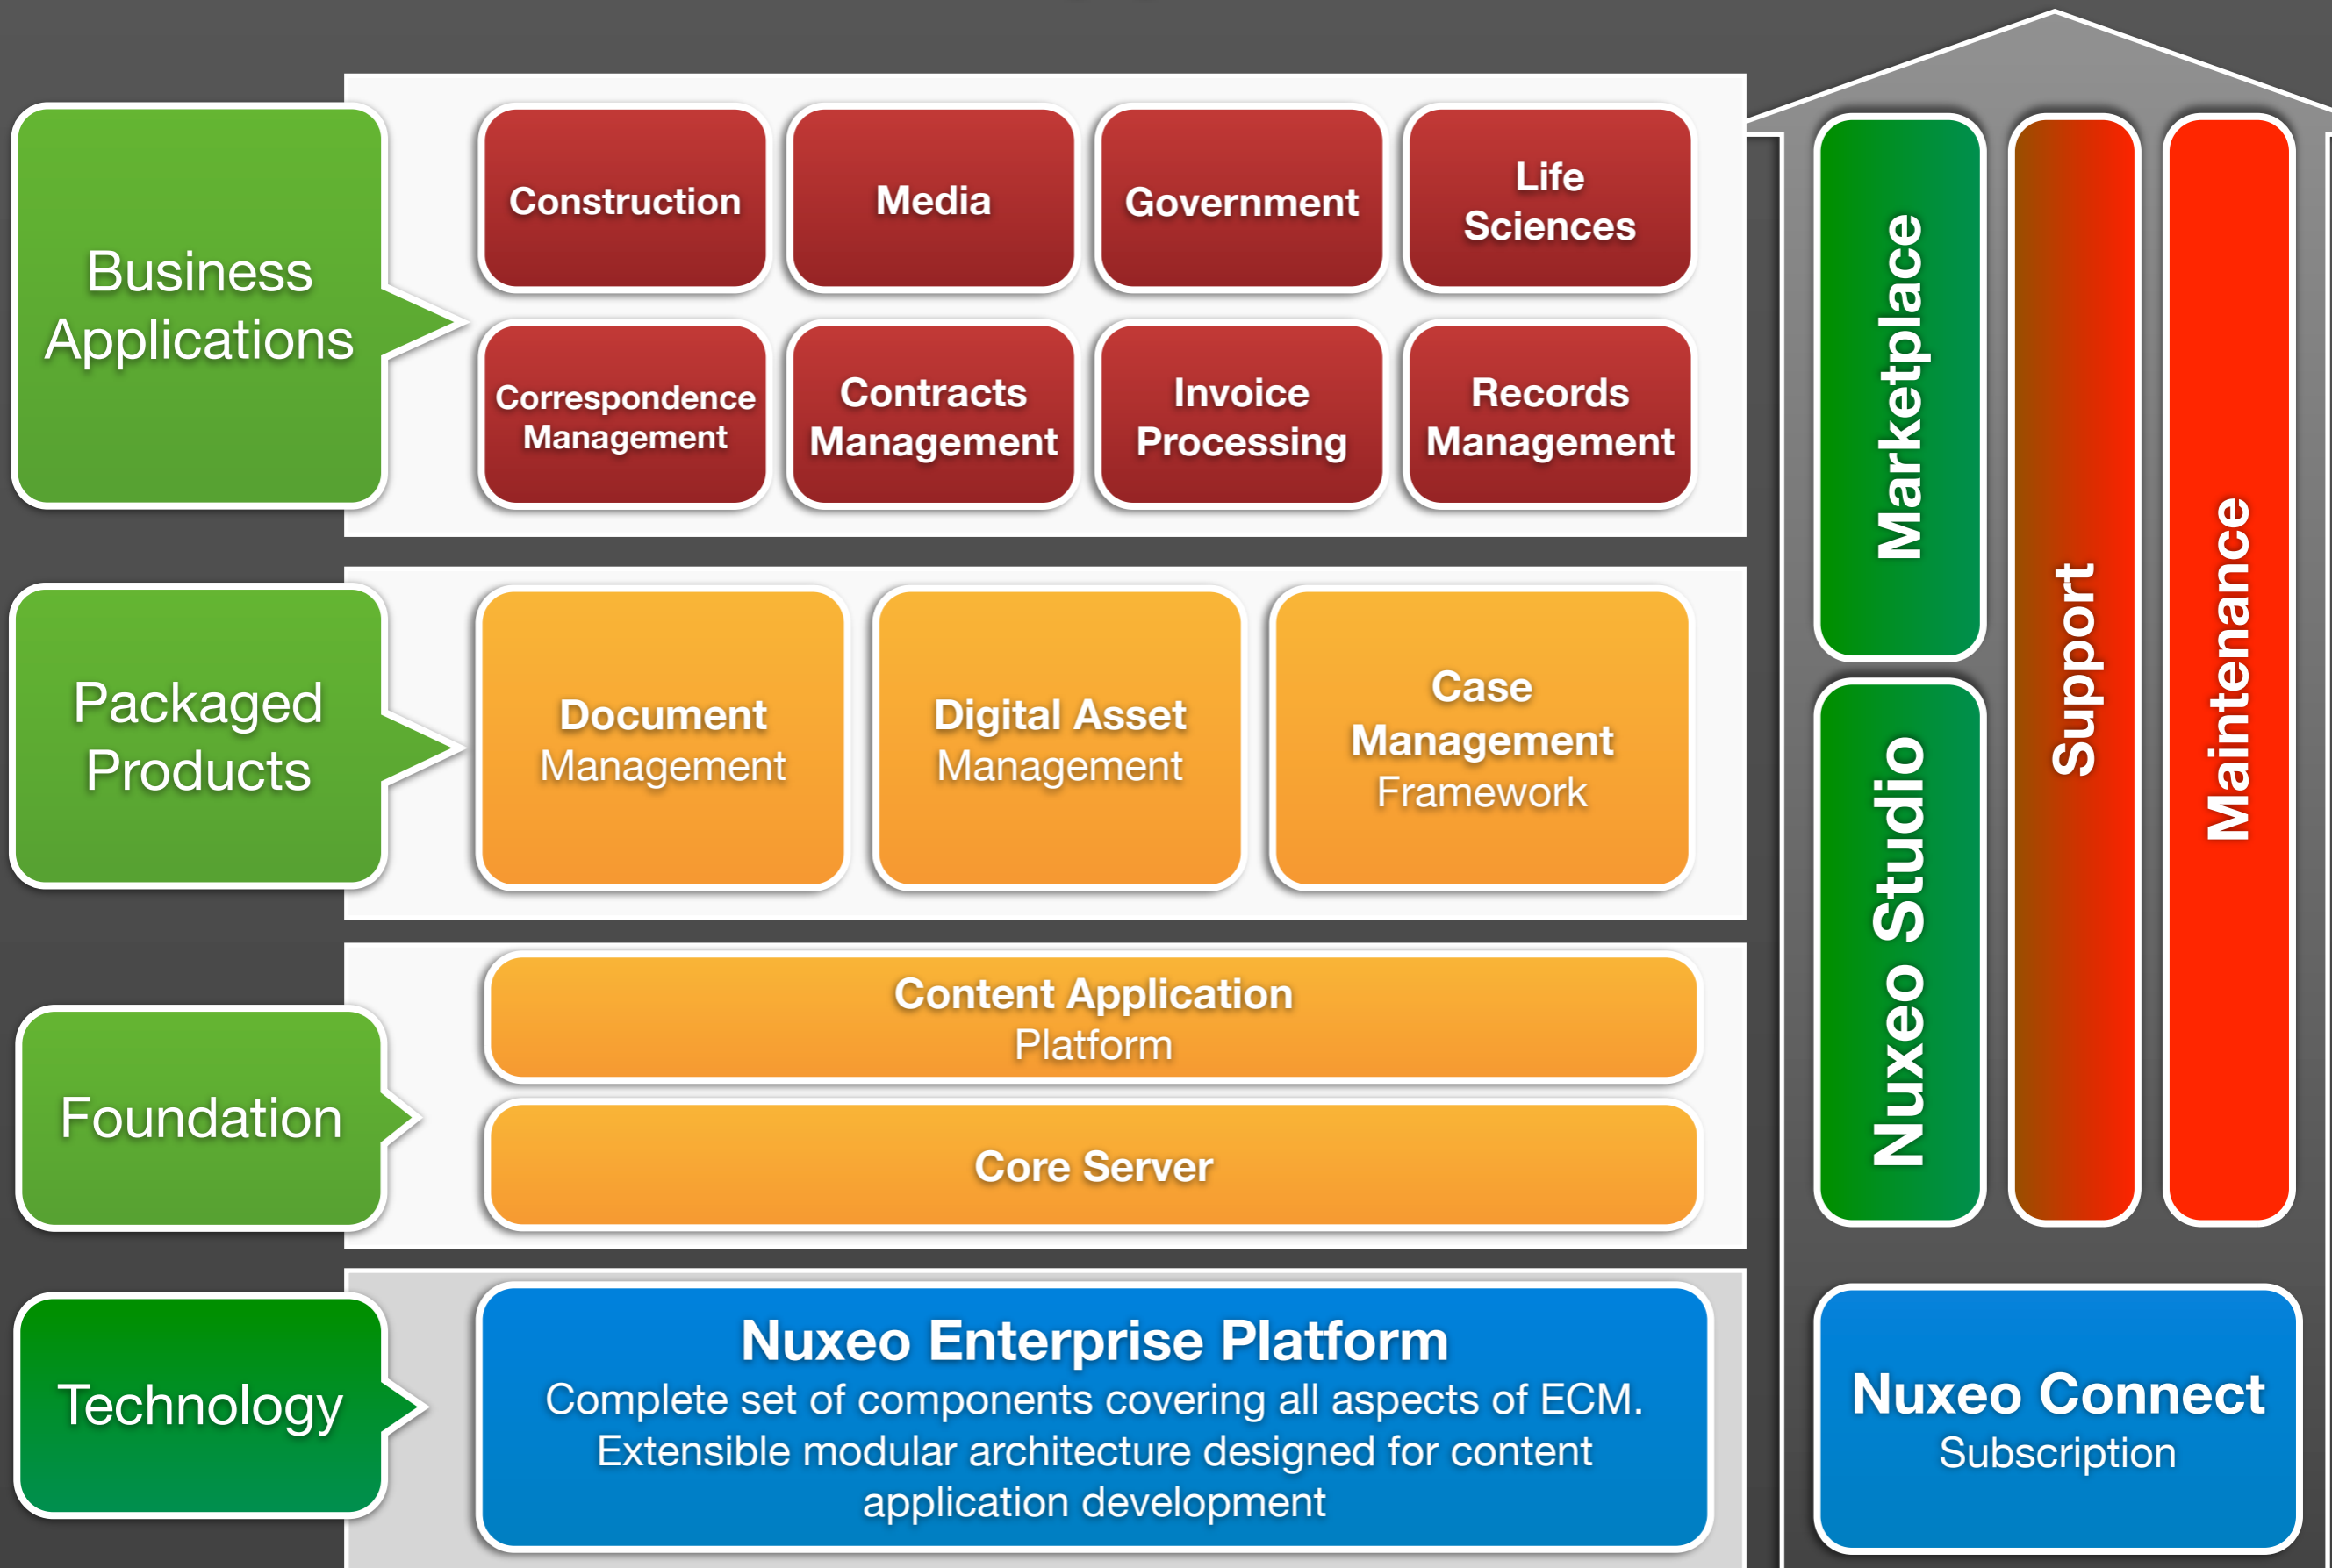 Business
Applications
Construction
Media
Government
Life
Sciences
Correspondence
Management
Contracts
Management
Invoice
Processing
Records
Management
Packaged
Products
Document
Management
Digital Asset
Management
Case
Management
Framework
Foundation
Content Application
Platform
Core Server
Technology
Nuxeo Enterprise Platform
Complete set of components covering all aspects of ECM.
Extensible modular architecture designed for content
application development
Marketplace
Nuxeo Studio
Support
Maintenance
Nuxeo Connect
Subscription